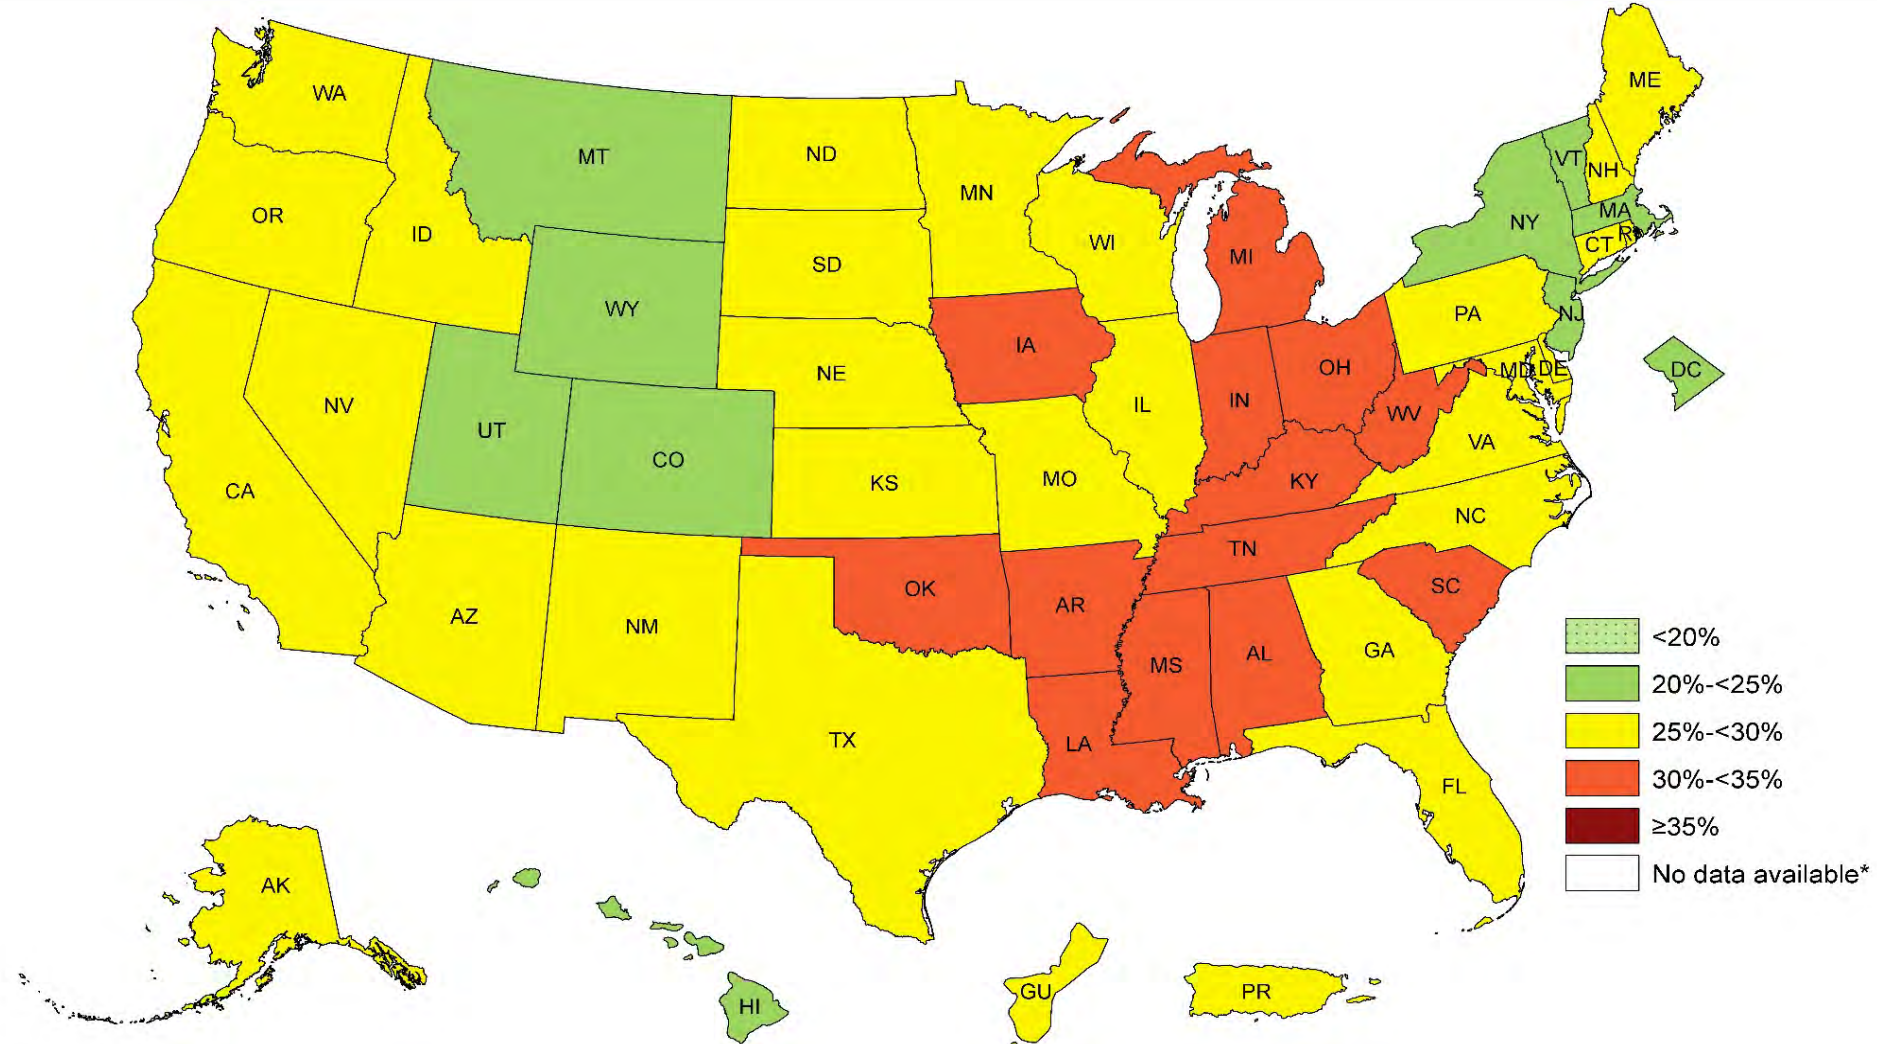 ME
WA
MT
ND
MN
VT
NH
OR
ID
SD
WI
MI
NY
MA
CT
RI
WY
IA
PA
NJ
NE
IN
OH
MD
DE
DC
NV
UT
CO
KS
MO
IL
WV
VA
CA
KY
NC
AZ
NM
OK
AR
TN
SC
MS
AL
GA
TX
LA
FL
AK
HI
GU
PR
<20%
20%-<25%
25%-<30%
30%-<35%
≥35%
No data available*